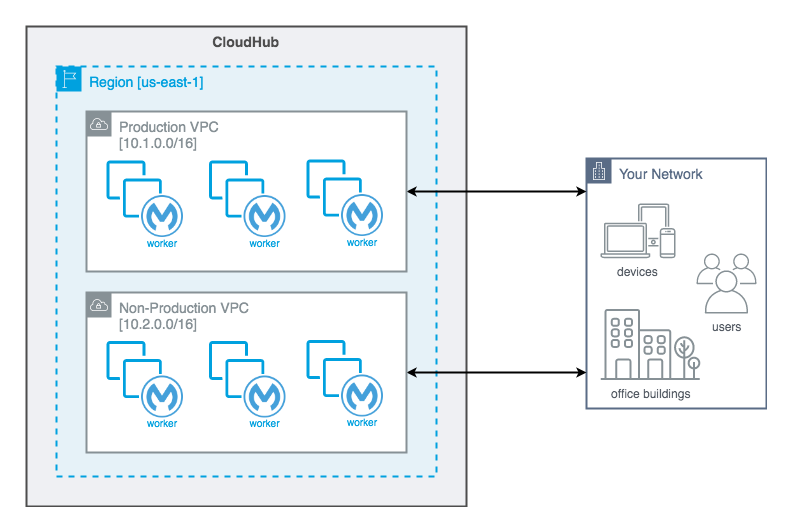 CloudHub
Region [us-east-1]
Production VPC
[10.1.0.0/16]
worker
worker
worker
Non-Production VPC
[10.2.0.0/16]
worker
worker
worker
Your Network
devices
users
office buildings